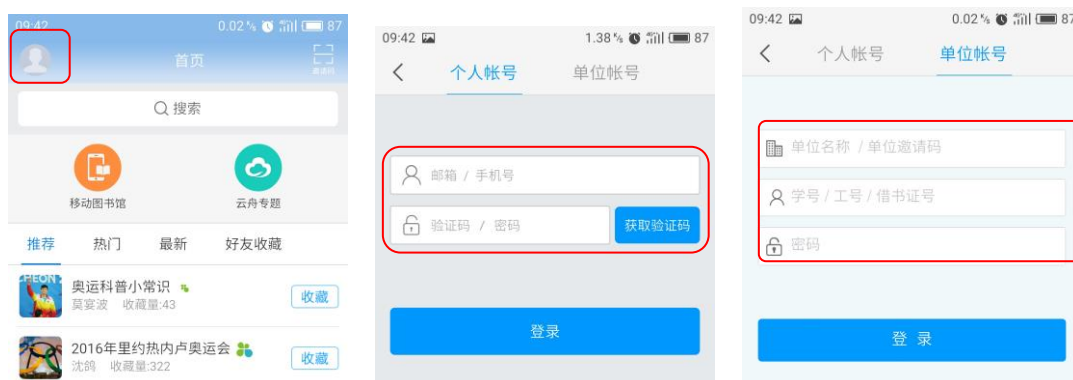 09:42 0.02 % 87
首页
邀请码
搜索
移动图书馆 云舟专题
推荐 热门 最新 好友收藏
奥运科普小常识
莫宴波 收藏量:43
收藏
2016年里约热内卢奥运会
沈鸽 收藏量:322
收藏
09:42 1.38 % 87
个人帐号 单位帐号
邮箱 / 手机号
验证码 / 密码 获取验证码
登录
09:42 0.02 % 87
个人帐号 单位帐号
单位名称 / 单位邀请码
学号 / 工号 / 借书证号
密码
登 录